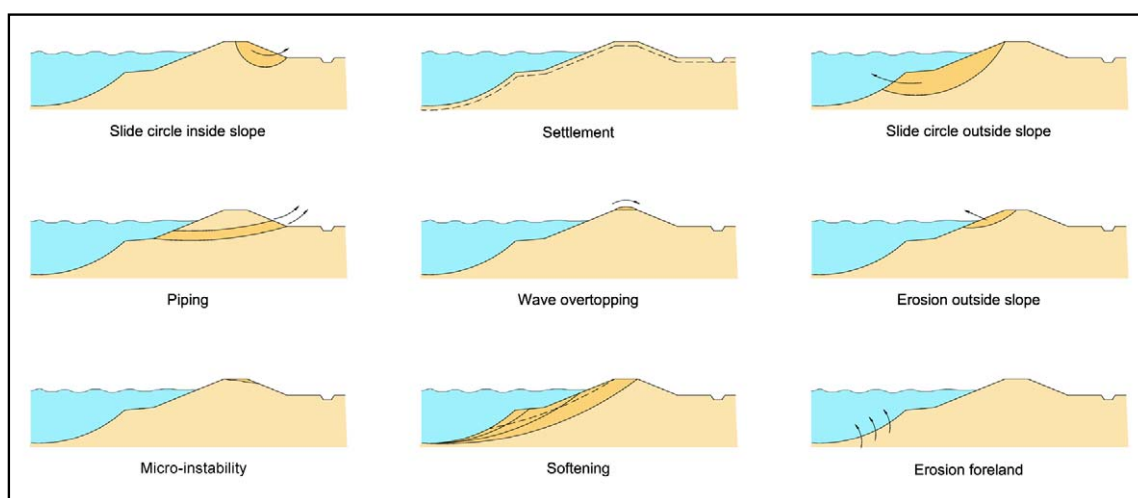 Slide circle inside slope
Settlement
Slide circle outside slope
Piping
Wave overtopping
Erosion outside slope
Micro-instability
Softening
Erosion foreland